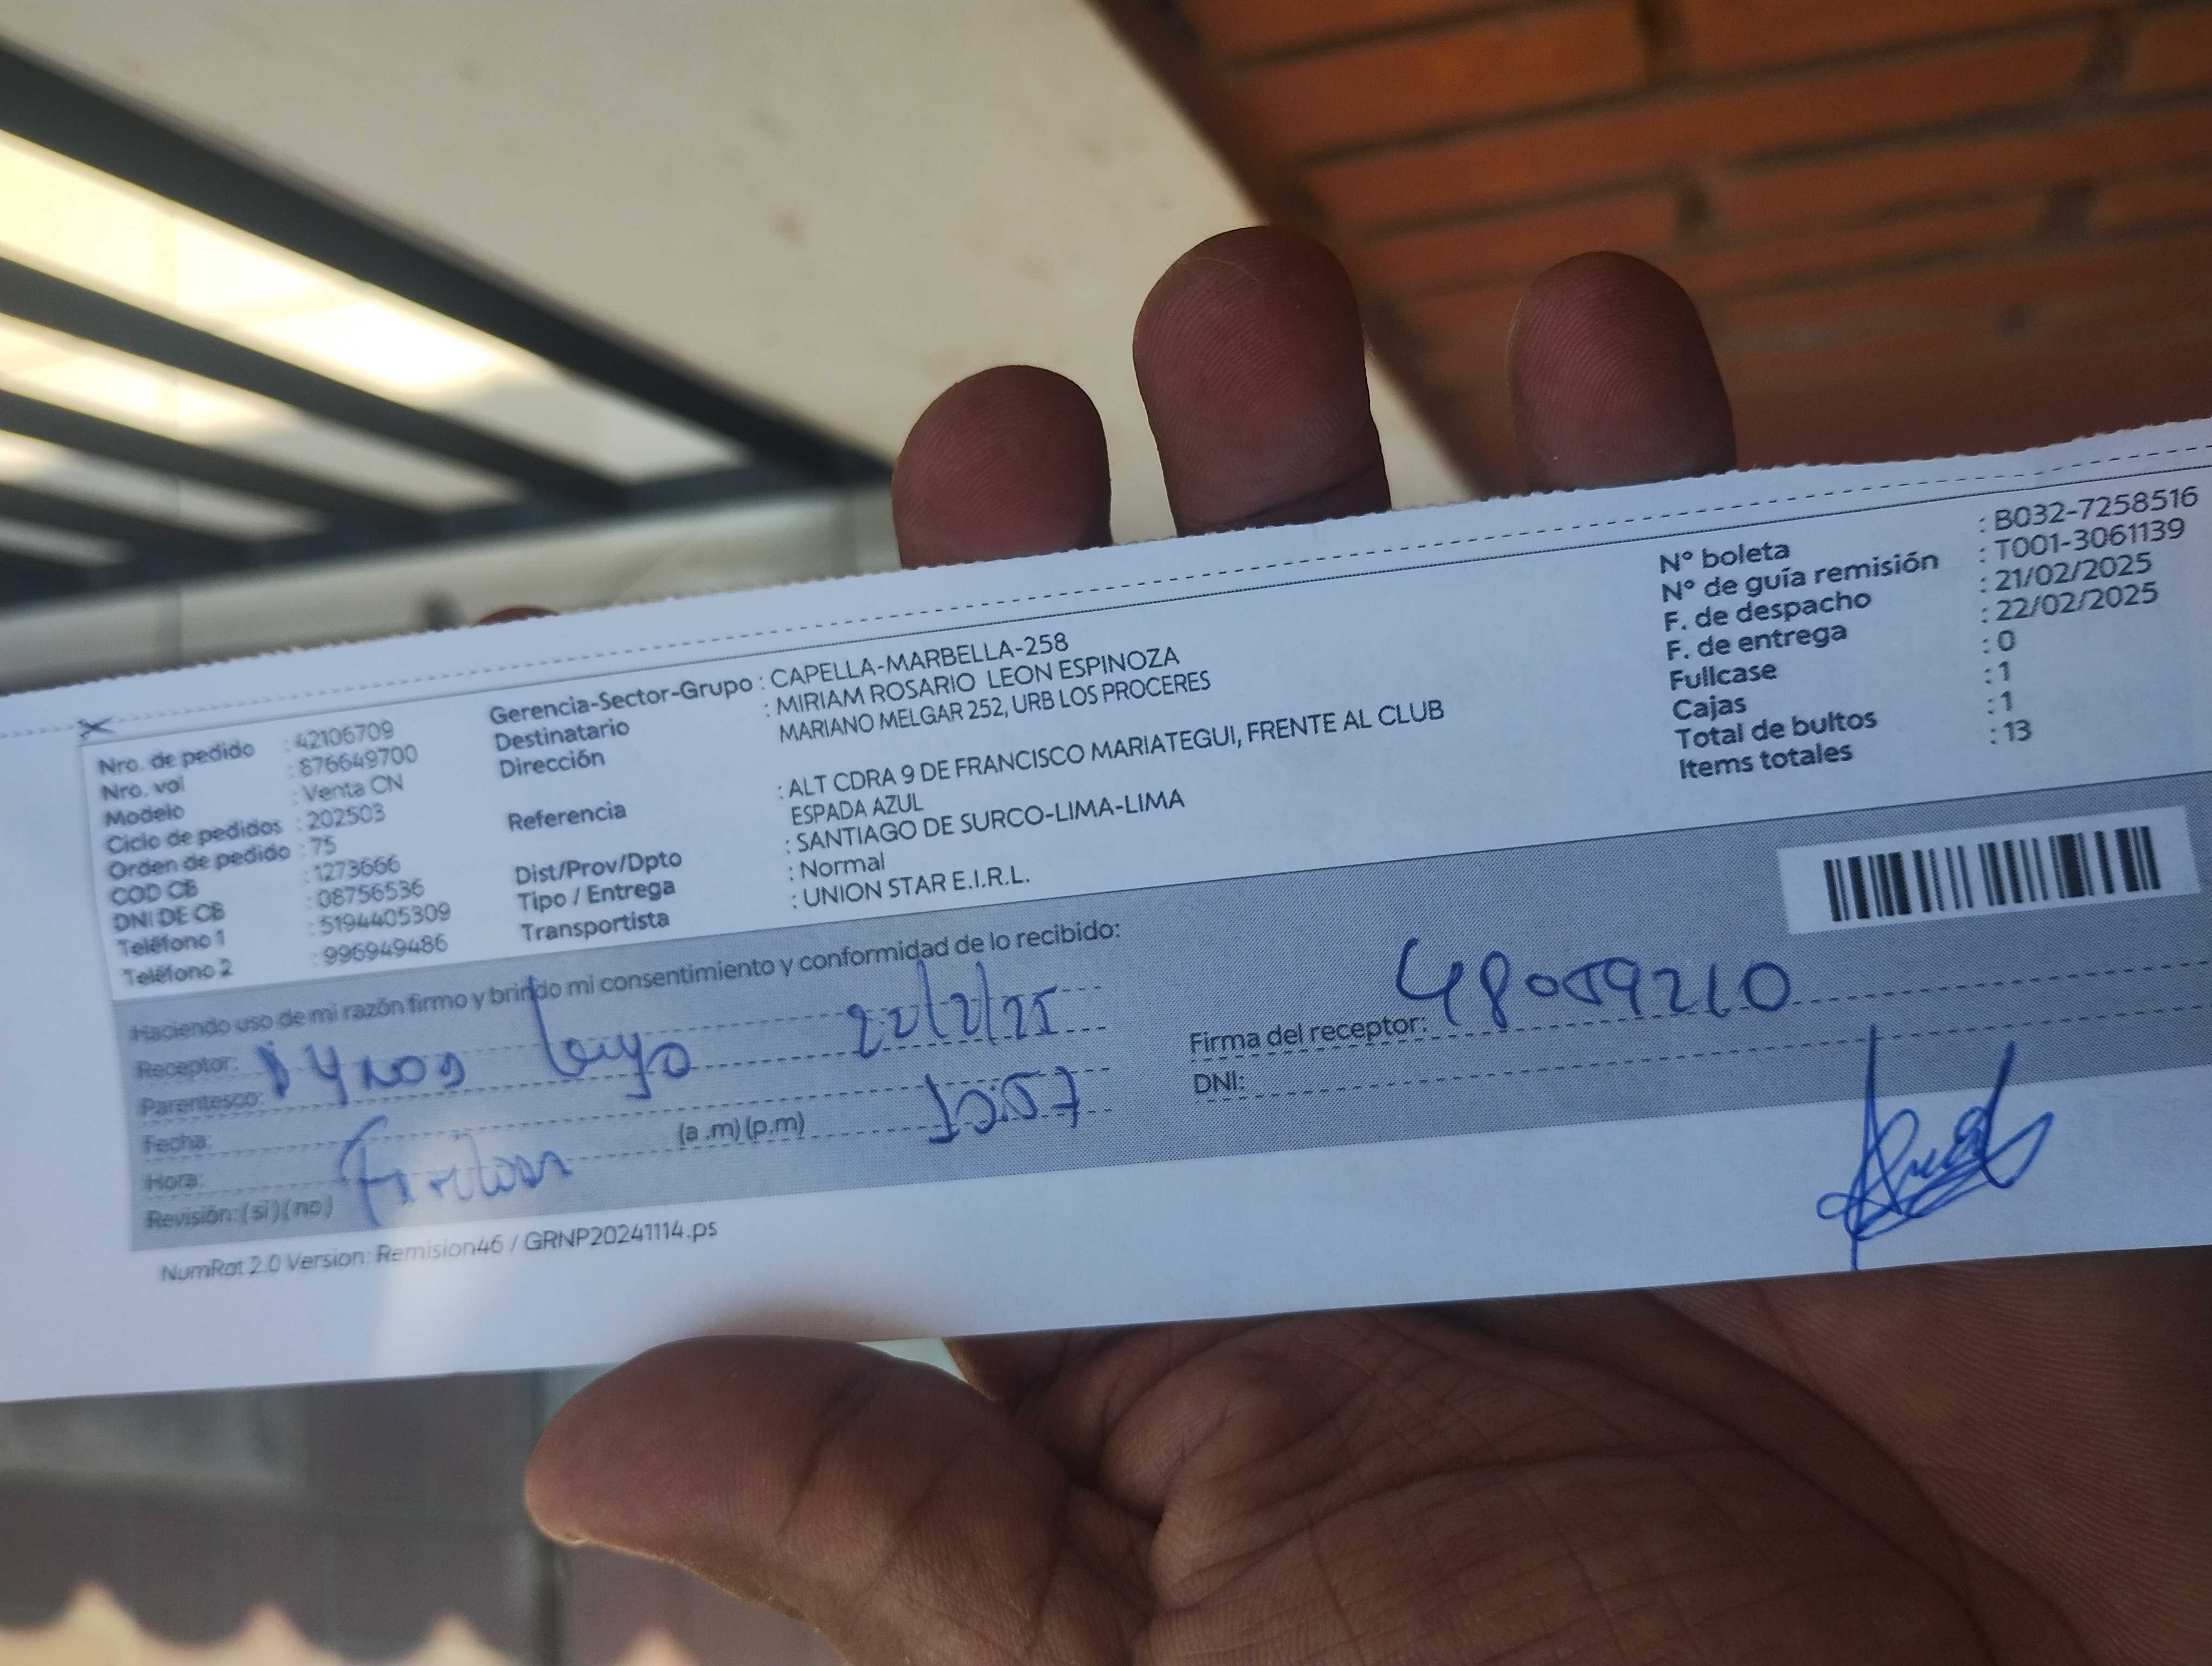 Nro. de pedido : 42106709
Nro. vol : 876649700
Modelo : Venta CN
Ciclo de pedidos : 202503
Orden de pedido : 75
COD CB : 1273666
DNI DE CB : 08756536
Teléfono 1 : 5194405309
Teléfono 2 : 996949486
Gerencia-Sector-Grupo : CAPELLA-MARBELLA-258
Destinatario : MIRIAM ROSARIO LEON ESPINOZA
Dirección MARIANO MELGAR 252, URB LOS PROCERES
Referencia : ALT CDRA 9 DE FRANCISCO MARIATEGUI, FRENTE AL CLUB
ESPADA AZUL
Dist/Prov/Dpto : SANTIAGO DE SURCO-LIMA-LIMA
Tipo / Entrega : Normal
Transportista : UNION STAR E.I.R.L.
N° boleta : B032-7258516
N° de guía remisión : T001-3061139
F. de despacho : 21/02/2025
F. de entrega : 22/02/2025
Fullcase : 0
Cajas : 1
Total de bultos : 1
Items totales : 13
Haciendo uso de mi razón firmo y brindo mi consentimiento y conformidad de lo recibido:
Receptor:
Parentesco:
Fecha: 22/2/25
Hora: (a .m) (p.m)
Revisión: (si) (no)
Firma del receptor: 48059210
DNI:
NumRot 2.0 Version: Remision46 / GRNP20241114.ps